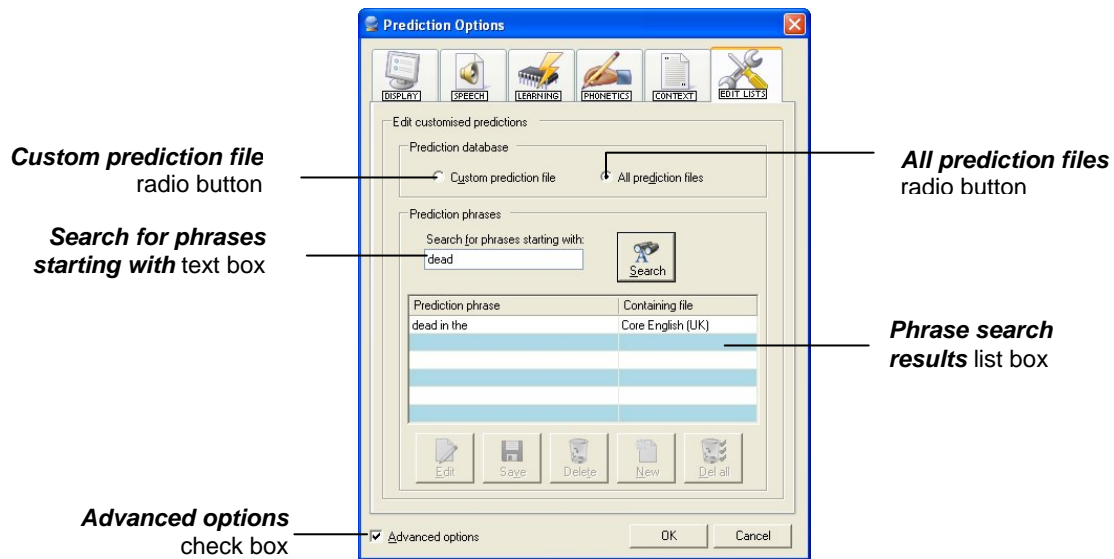 Prediction Options
DISPLAY SPEECH LEARNING PHONETICS CONTEXT EDIT LISTS
Edit customised predictions
Prediction database
Custom prediction file
radio button
Custom prediction file All prediction files
All prediction files
radio button
Prediction phrases
Search for phrases
starting with text box
Search for phrases starting with:
dead
Search
Prediction phrase Containing file
dead in the Core English (UK)
Phrase search
results list box
Edit Save Delete New Del all
Advanced options
check box
Advanced options OK Cancel